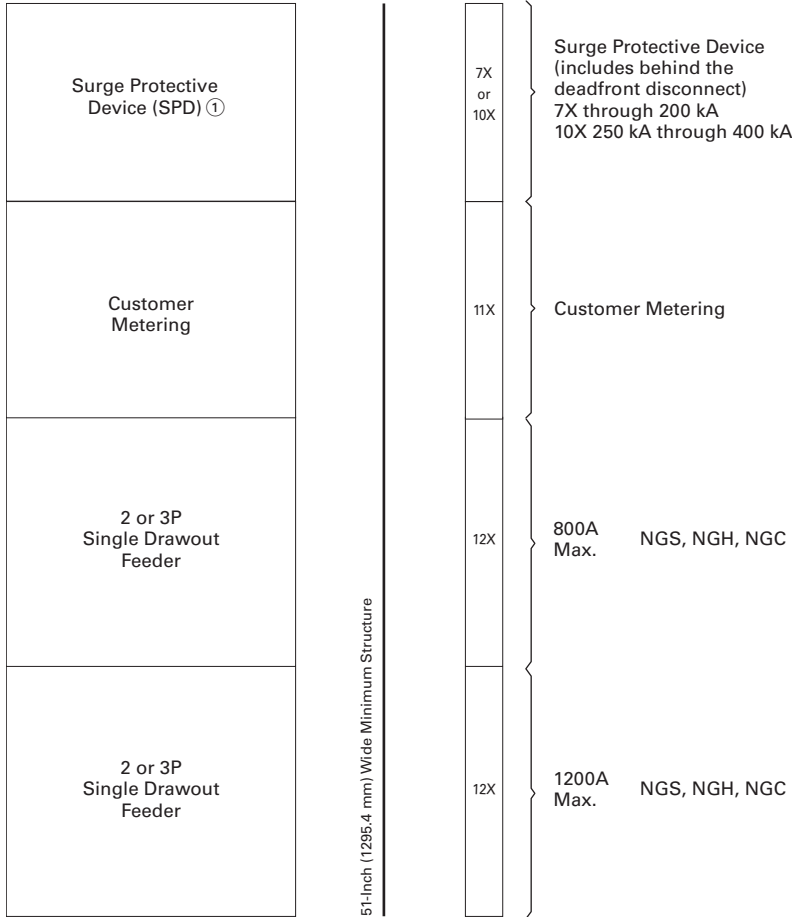 Surge Protective
Device (SPD) ①
7X
or
10X
Surge Protective Device
(includes behind the
deadfront disconnect)
7X through 200 kA
10X 250 kA through 400 kA
Customer
Metering
11X
Customer Metering
2 or 3P
Single Drawout
Feeder
12X
800A
Max.
NGS, NGH, NGC
51-Inch (1295.4 mm) Wide Minimum Structure
2 or 3P
Single Drawout
Feeder
12X
1200A
Max.
NGS, NGH, NGC